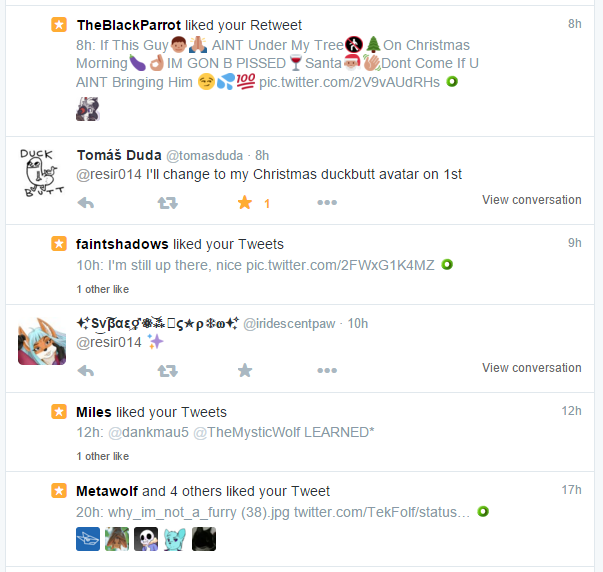 TheBlackParrot liked your Retweet
8h
8h: If This Guy👦🏽🙏🏽 AINT Under My Tree🚷🌲On Christmas
Morning🍆👌🏽IM GON B PISSED🍷Santa🎅🏽👋🏽Dont Come If U
AINT Bringing Him 😏💦💯 pic.twitter.com/2V9vAUdRHs
DUCK
BUTT
Tomáš Duda @tomasduda · 8h
@resir014 I'll change to my Christmas duckbutt avatar on 1st
1
View conversation
faintshadows liked your Tweets
9h
10h: I'm still up there, nice pic.twitter.com/2FWxG1K4MZ
1 other like
@iridescentpaw · 10h
@resir014 ✨
View conversation
Miles liked your Tweets
12h
12h: @dankmau5 @TheMysticWolf LEARNED*
1 other like
Metawolf and 4 others liked your Tweet
17h
20h: why_im_not_a_furry (38).jpg twitter.com/TekFolf/status…